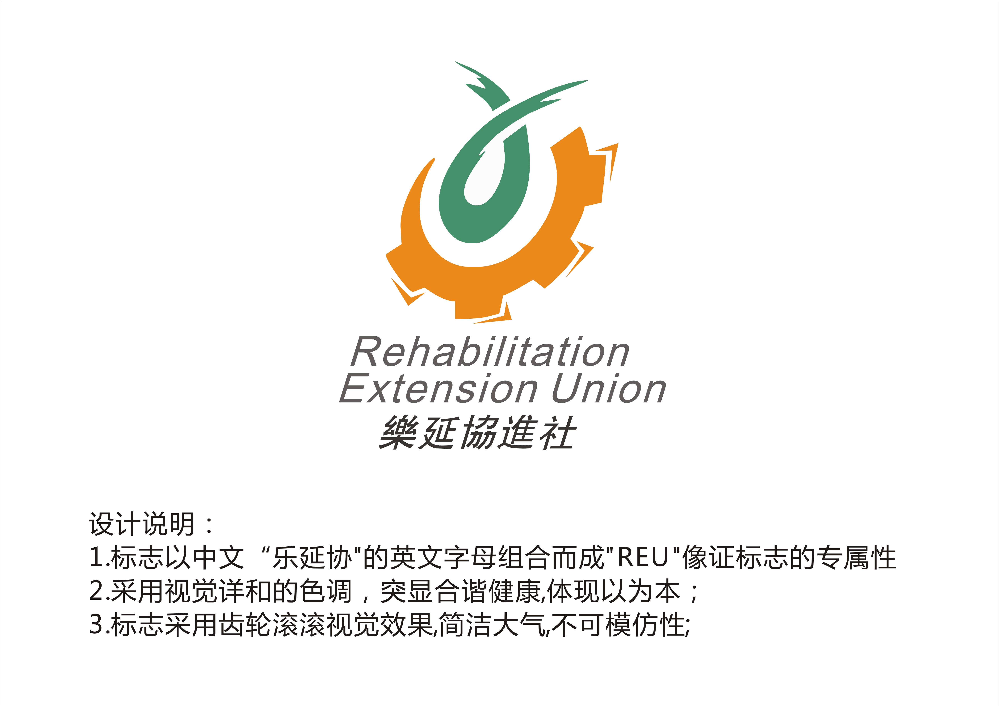 Rehabilitation
Extension Union
樂延協進社
设计说明：
1.标志以中文 “乐延协"的英文字母组合而成"REU"像证标志的专属性
2.采用视觉详和的色调，突显合谐健康,体现以为本；
3.标志采用齿轮滚滚视觉效果,简洁大气,不可模仿性;